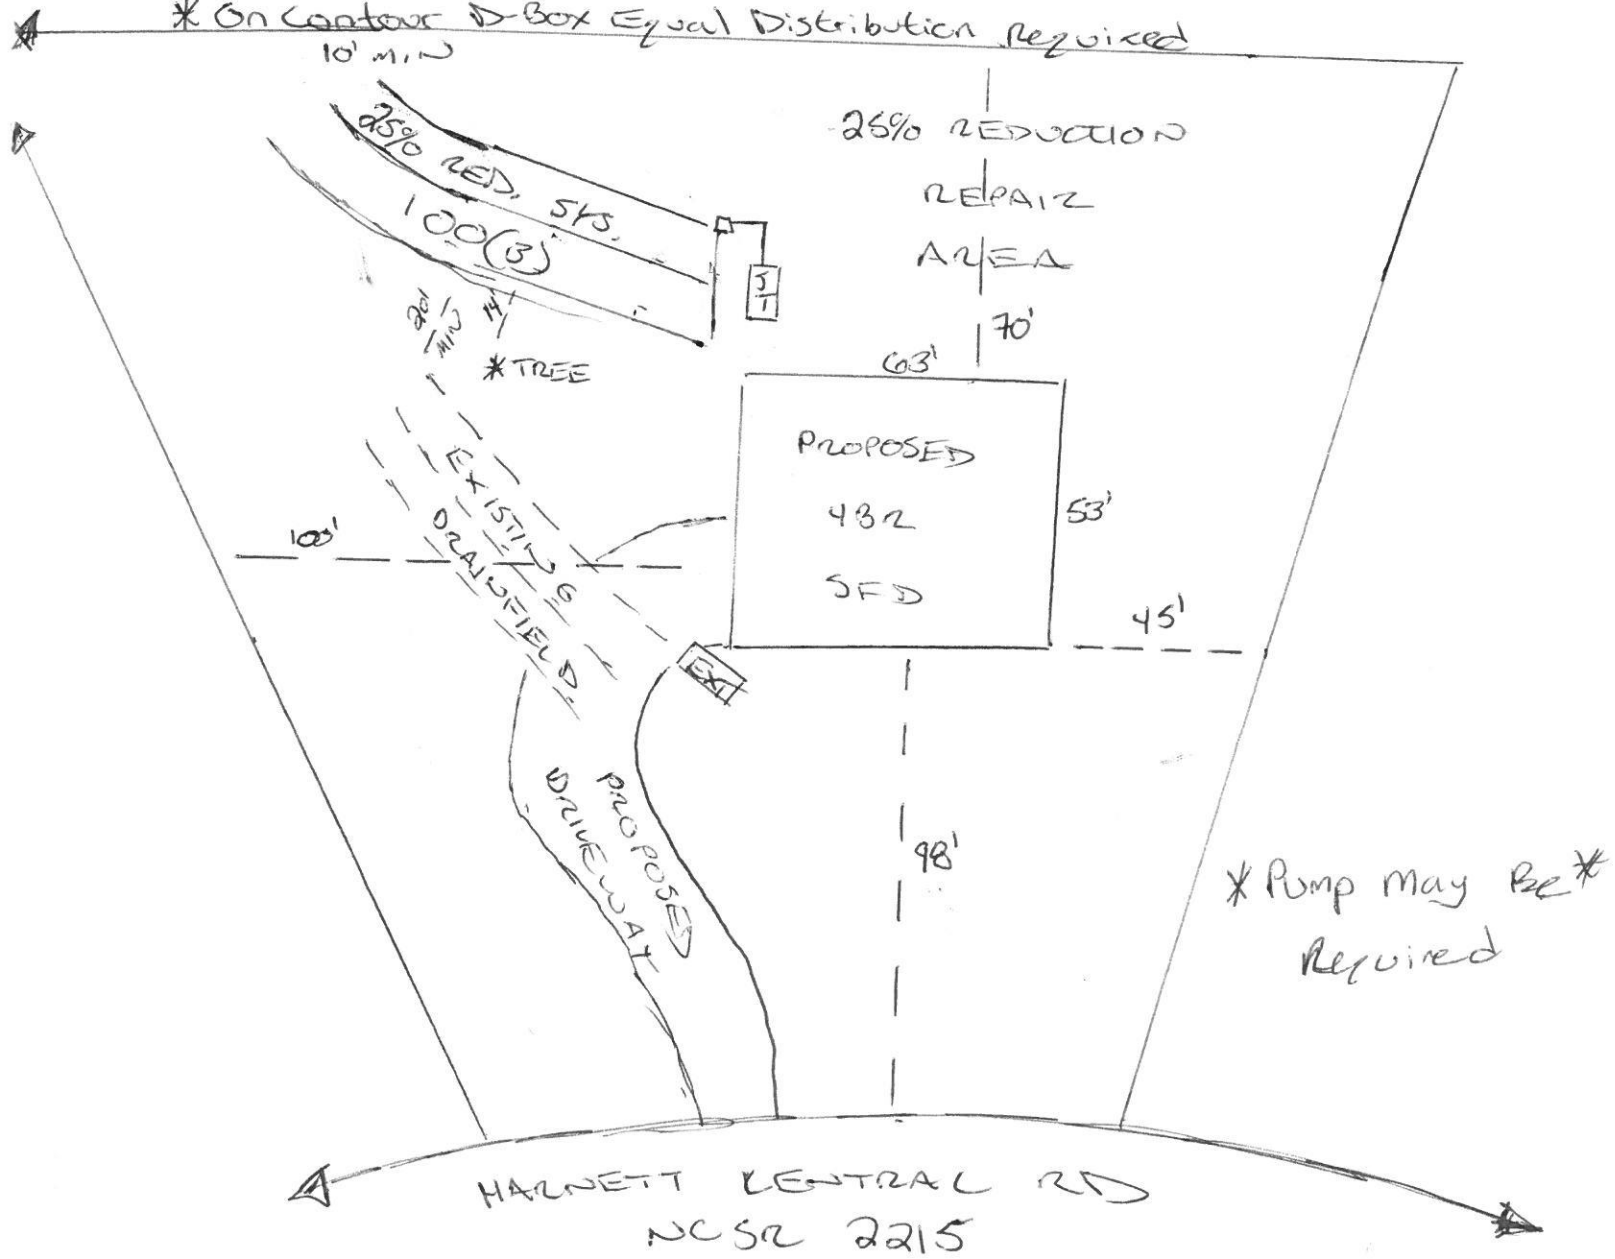 * On Contour D-Box Equal Distribution Required
10' MIN
25% RED. SYS.
100(3)
25% REDUCTION
REPAIR
AREA
70'
20'
MIN
14'
* TREE
63'
PROPOSED
4BR
SFD
53'
100'
EXISTING
DRAINFIELD
EXT
45'
PROPOSED
DRIVEWAY
98'
* Pump May Be *
Required
HARNETT CENTRAL RD
NCSR 2215